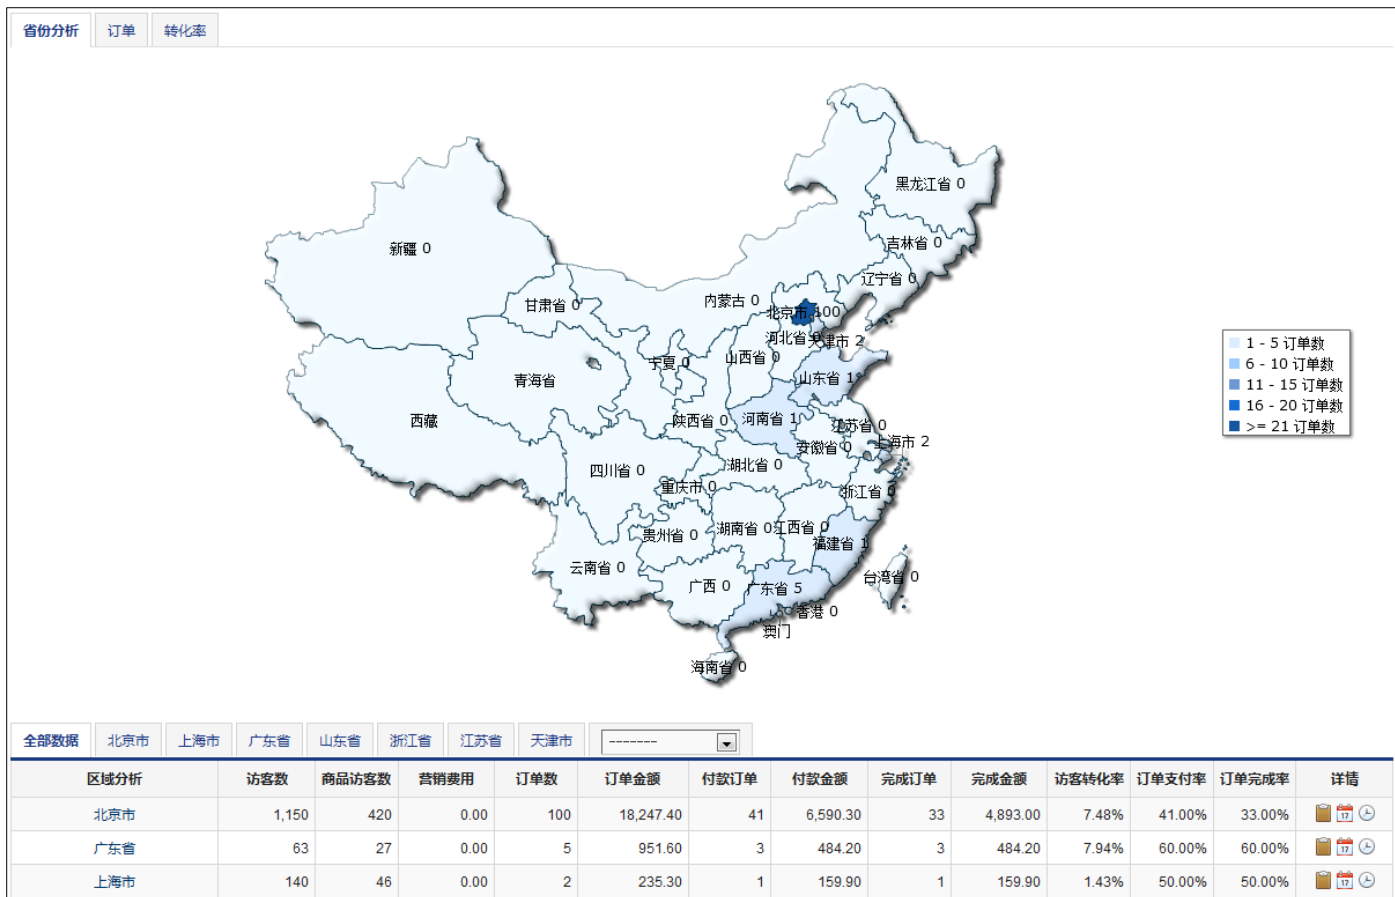 省份分析 订单 转化率
黑龙江省 0
吉林省 0
新疆 0
辽宁省 0
内蒙古 0
甘肃省 0
北京市 100
河北省 0
天津市 2
山西省 0
宁夏 0
青海省
山东省 1
西藏
陕西省 0
河南省 1
江苏省 0
安徽省 0
上海市 2
四川省 0
湖北省 0
重庆市 0
浙江省 0
贵州省 0
湖南省 0
江西省 0
福建省 1
云南省 0
广西 0
广东省 5
台湾省 0
香港 0
澳门
海南省 0
1 - 5 订单数
6 - 10 订单数
11 - 15 订单数
16 - 20 订单数
>= 21 订单数
全部数据 北京市 上海市 广东省 山东省 浙江省 江苏省 天津市 -------
区域分析 访客数 商品访客数 营销费用 订单数 订单金额 付款订单 付款金额 完成订单 完成金额 访客转化率 订单支付率 订单完成率 详情
北京市 1,150 420 0.00 100 18,247.40 41 6,590.30 33 4,893.00 7.48% 41.00% 33.00% 17
广东省 63 27 0.00 5 951.60 3 484.20 3 484.20 7.94% 60.00% 60.00% 17
上海市 140 46 0.00 2 235.30 1 159.90 1 159.90 1.43% 50.00% 50.00% 17